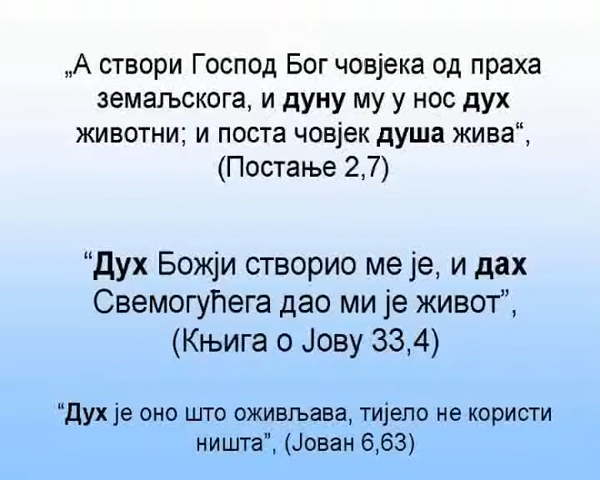 „А створи Господ Бог човјека од праха
земаљскога, и дуну му у нос дух
животни; и поста човјек душа жива“,
(Постање 2,7)
“Дух Божји створио ме је, и дах
Свемогућега дао ми је живот”,
(Књига о Јову 33,4)
“Дух је оно што оживљава, тијело не користи
ништа”, (Јован 6,63)